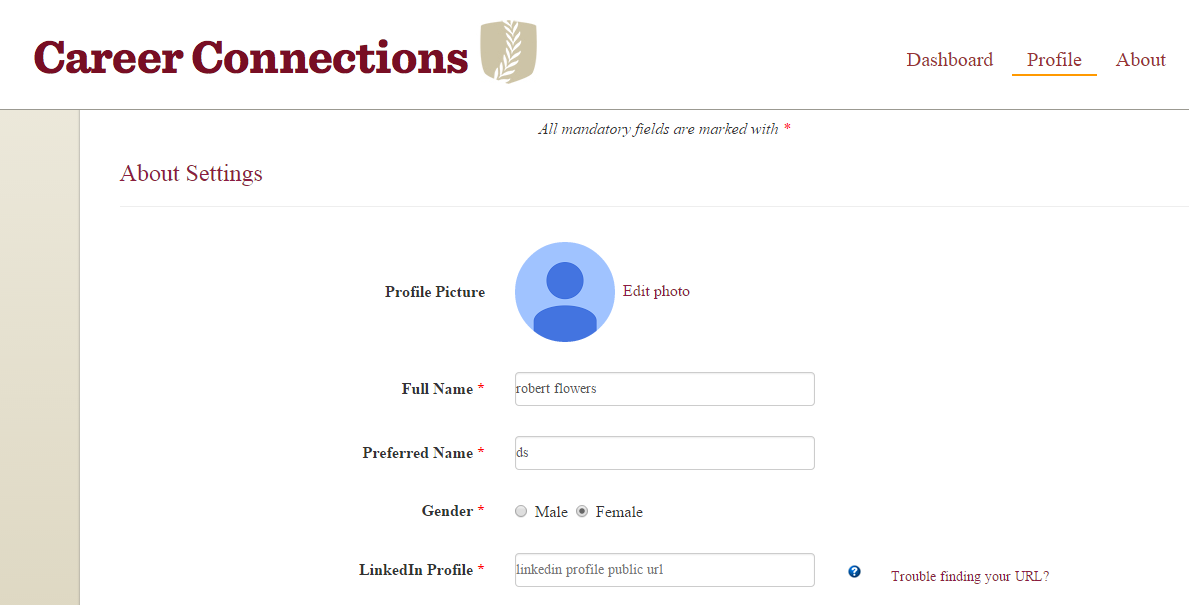 Career Connections
Dashboard Profile About
All mandatory fields are marked with *
About Settings
Profile Picture Edit photo
Full Name * robert flowers
Preferred Name * ds
Gender * Male Female
LinkedIn Profile * linkedin profile public url ? Trouble finding your URL?